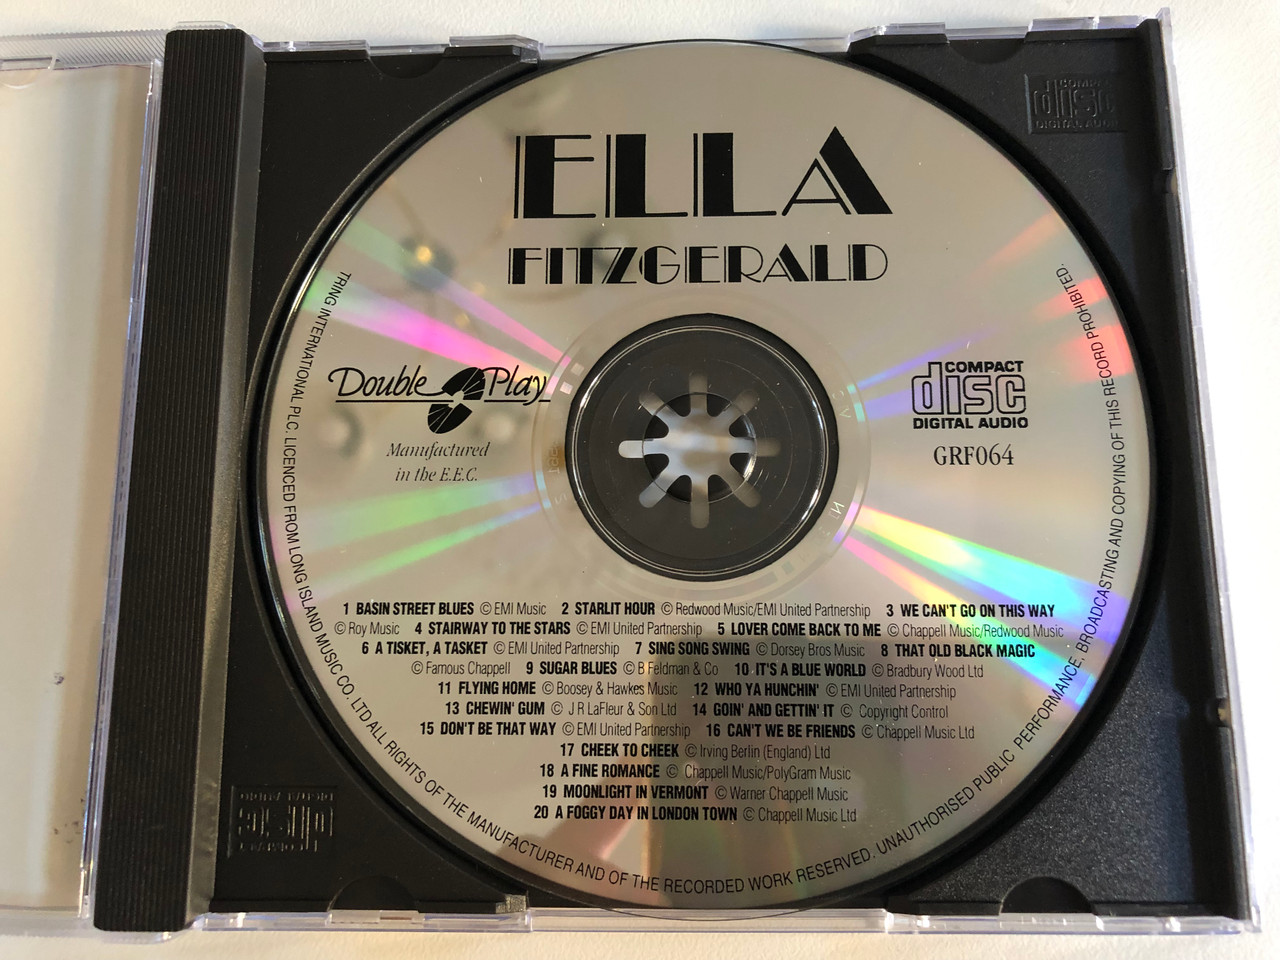 ELLA
FITZGERALD
COMPACT
disc
DIGITAL AUDIO
Double Play
COMPACT
disc
DIGITAL AUDIO
Manufactured
in the E.E.C.
GRF064
1 BASIN STREET BLUES © EMI Music 2 STARLIT HOUR © Redwood Music/EMI United Partnership 3 WE CAN'T GO ON THIS WAY
© Roy Music 4 STAIRWAY TO THE STARS © EMI United Partnership 5 LOVER COME BACK TO ME © Chappell Music/Redwood Music
6 A TISKET, A TASKET © EMI United Partnership 7 SING SONG SWING © Dorsey Bros Music 8 THAT OLD BLACK MAGIC
© Famous Chappell 9 SUGAR BLUES © B Feldman & Co 10 IT'S A BLUE WORLD © Bradbury Wood Ltd
11 FLYING HOME © Boosey & Hawkes Music 12 WHO YA HUNCHIN' © EMI United Partnership
13 CHEWIN' GUM © J R LaFleur & Son Ltd 14 GOIN' AND GETTIN' IT © Copyright Control
15 DON'T BE THAT WAY © EMI United Partnership 16 CAN'T WE BE FRIENDS © Chappell Music Ltd
17 CHEEK TO CHEEK © Irving Berlin (England) Ltd
18 A FINE ROMANCE © Chappell Music/PolyGram Music
19 MOONLIGHT IN VERMONT © Warner Chappell Music
20 A FOGGY DAY IN LONDON TOWN © Chappell Music Ltd
TRING INTERNATIONAL PLC. LICENCED FROM LONG ISLAND MUSIC CO. LTD ALL RIGHTS OF THE MANUFACTURER AND OF THE RECORDED WORK RESERVED. UNAUTHORISED PUBLIC PERFORMANCE, BROADCASTING AND COPYING OF THIS RECORD PROHIBITED.
COMPACT
disc
DIGITAL AUDIO